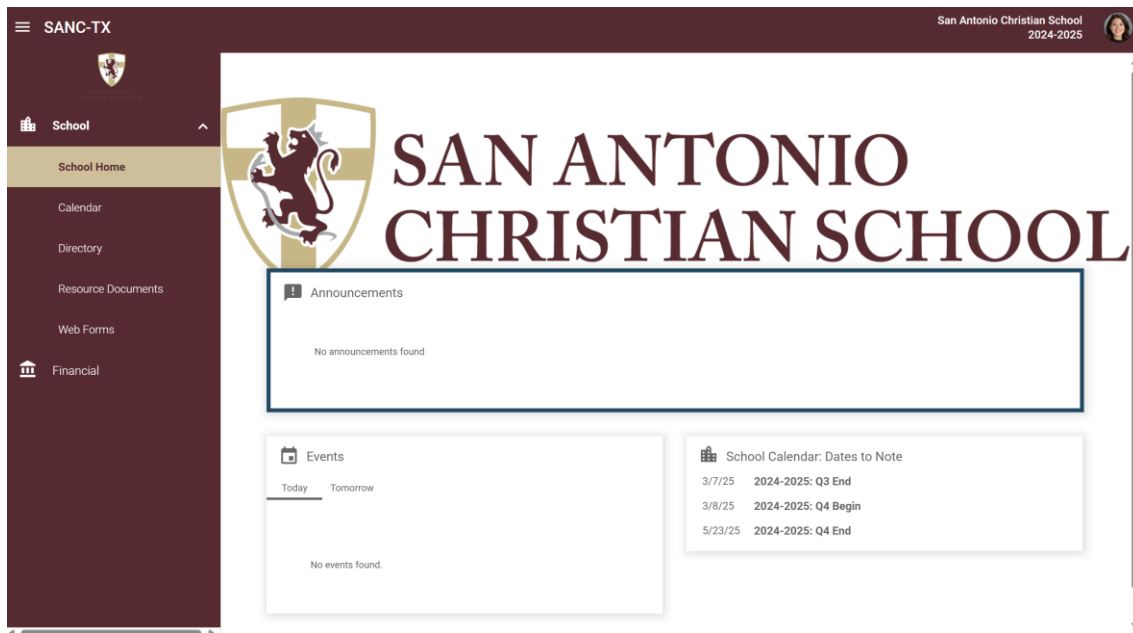 SANC-TX
San Antonio Christian School
2024-2025
School
School Home
Calendar
Directory
Resource Documents
Web Forms
Financial
SAN ANTONIO
CHRISTIAN SCHOOL
Announcements
No announcements found
Events
Today Tomorrow
No events found.
School Calendar: Dates to Note
3/7/25 2024-2025: Q3 End
3/8/25 2024-2025: Q4 Begin
5/23/25 2024-2025: Q4 End